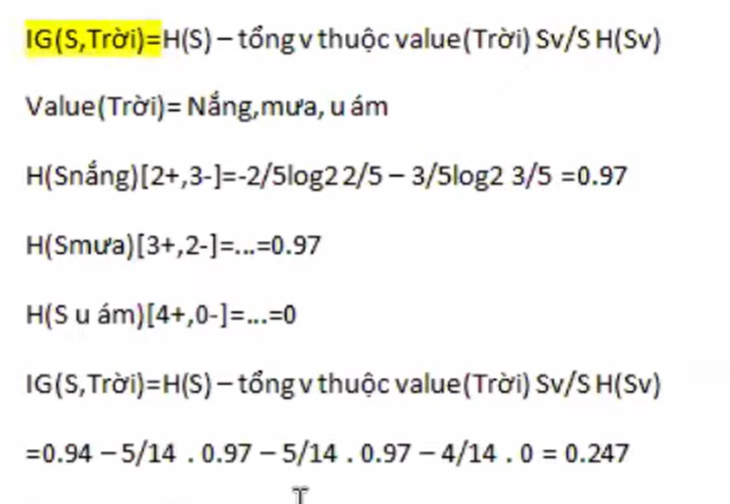 IG(S,Trời)=H(S) – tổng v thuộc value(Trời) Sv/S H(Sv)
Value(Trời)= Nắng,mưa, u ám
H(Snắng)[2+,3-]=-2/5log2 2/5 – 3/5log2 3/5 =0.97
H(Smưa)[3+,2-]=...=0.97
H(S u ám)[4+,0-]=...=0
IG(S,Trời)=H(S) – tổng v thuộc value(Trời) Sv/S H(Sv)
=0.94 – 5/14 . 0.97 – 5/14 . 0.97 – 4/14 . 0 = 0.247